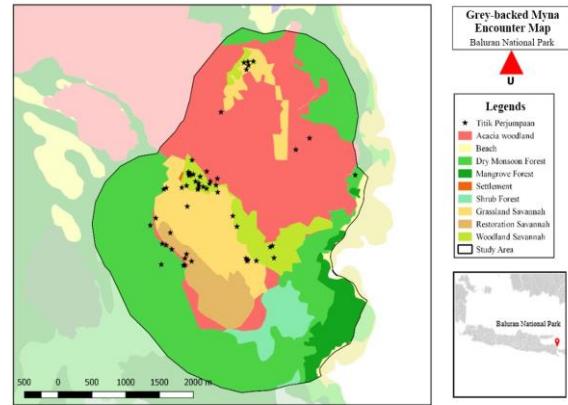 Grey-backed Myna
Encounter Map
Baluran National Park
U
Legends
Titik Perjumpaan
Acacia woodland
Beach
Dry Monsoon Forest
Mangrove Forest
Settlement
Shrub Forest
Grassland Savannah
Restoration Savannah
Woodland Savannah
Study Area
Baluran National Park
500 0 500 1000 1500 2000 m